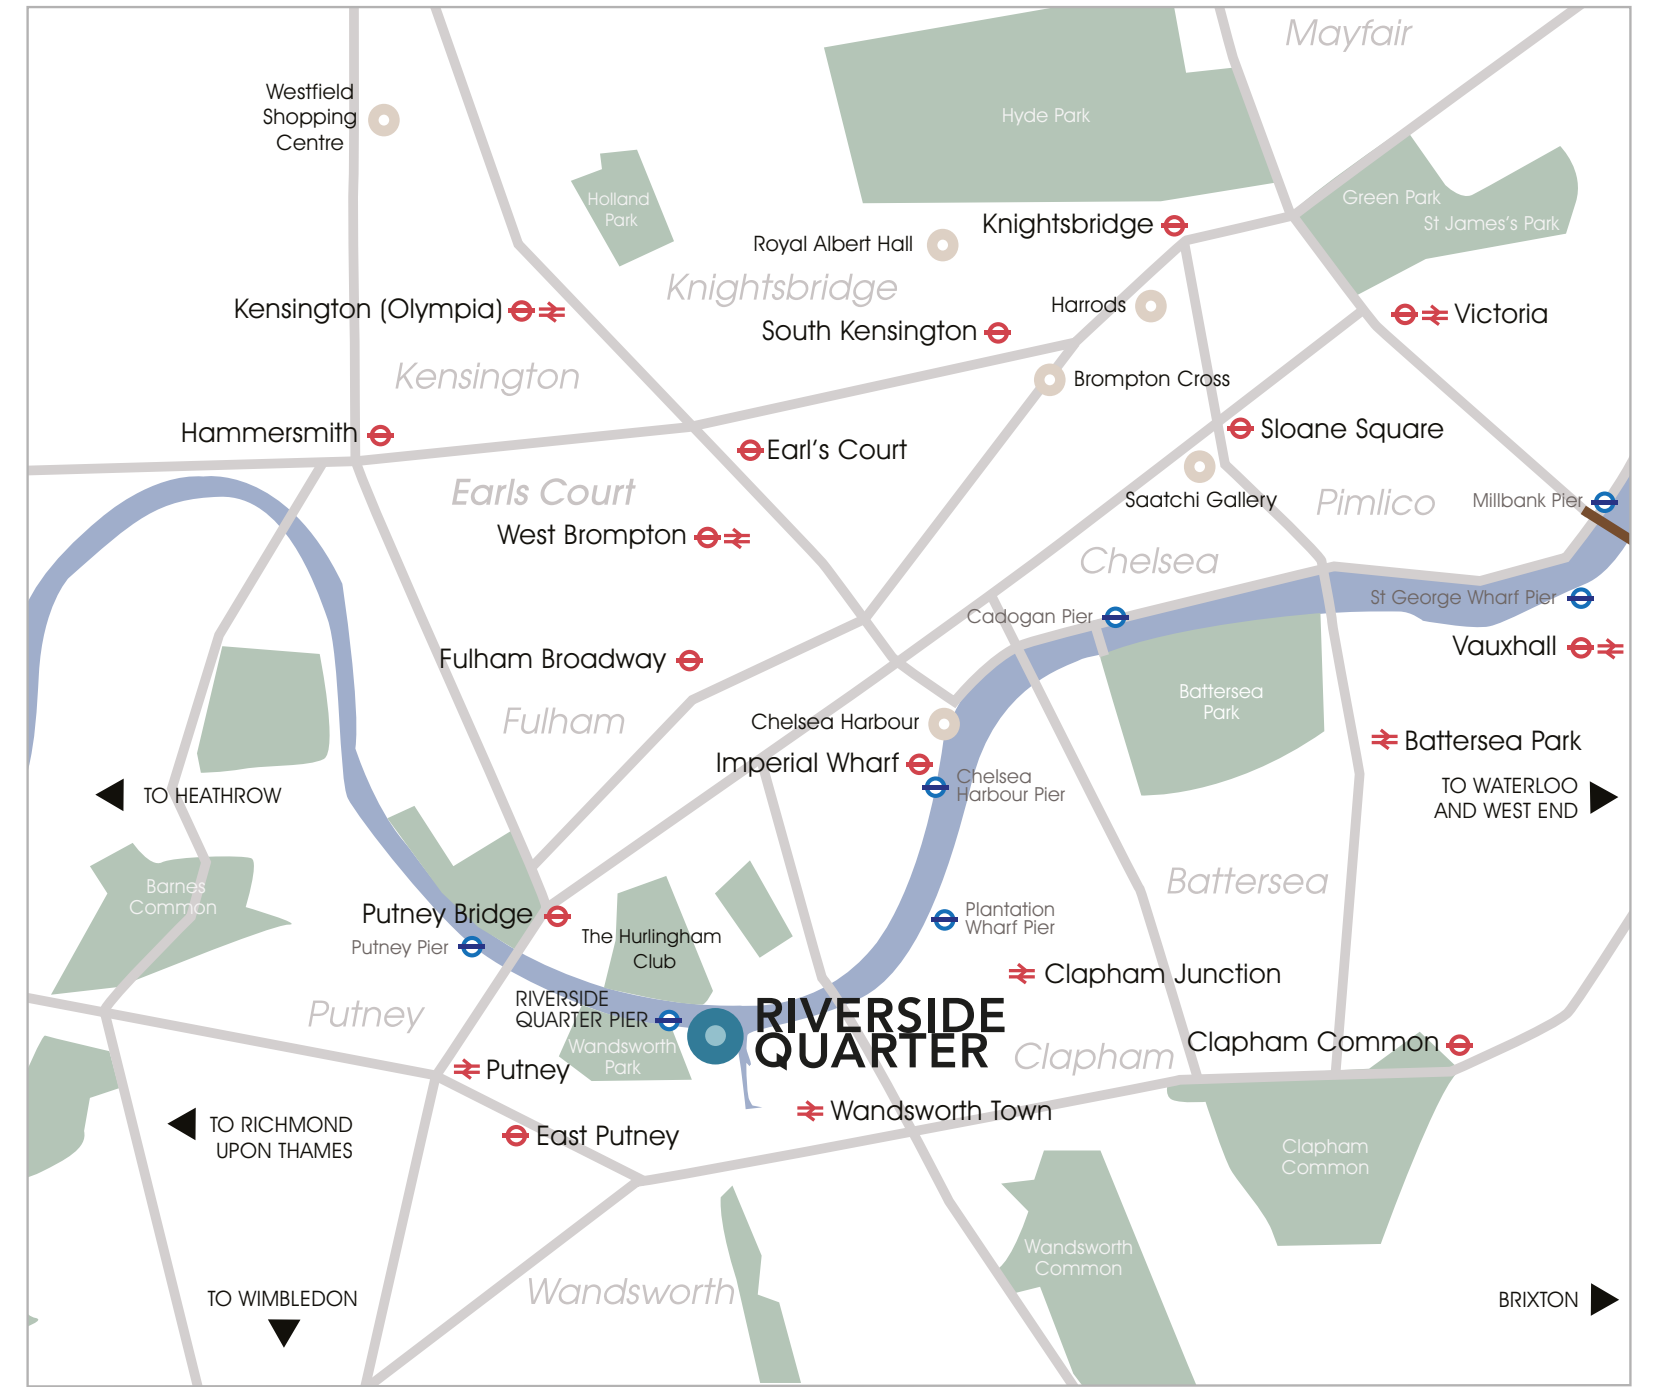 Mayfair
Westfield
Shopping
Centre
Hyde Park
Holland
Park
Green Park
St James's Park
Knightsbridge
Royal Albert Hall
Knightsbridge
Harrods
Kensington (Olympia)
South Kensington
Victoria
Kensington
Brompton Cross
Hammersmith
Earl's Court
Sloane Square
Earls Court
Saatchi Gallery
Pimlico
Millbank Pier
West Brompton
Chelsea
Cadogan Pier
St George Wharf Pier
Vauxhall
Fulham Broadway
Battersea
Park
Fulham
Chelsea Harbour
Battersea Park
Imperial Wharf
Chelsea
Harbour Pier
TO HEATHROW
TO WATERLOO
AND WEST END
Barnes
Common
Battersea
Putney Bridge
Putney Pier
The Hurlingham
Club
Plantation
Wharf Pier
Clapham Junction
Putney
RIVERSIDE
QUARTER PIER
RIVERSIDE
QUARTER
Wandsworth
Park
Clapham
Clapham Common
Putney
Wandsworth Town
TO RICHMOND
UPON THAMES
East Putney
Clapham
Common
Wandsworth
Common
Wandsworth
TO WIMBLEDON
BRIXTON